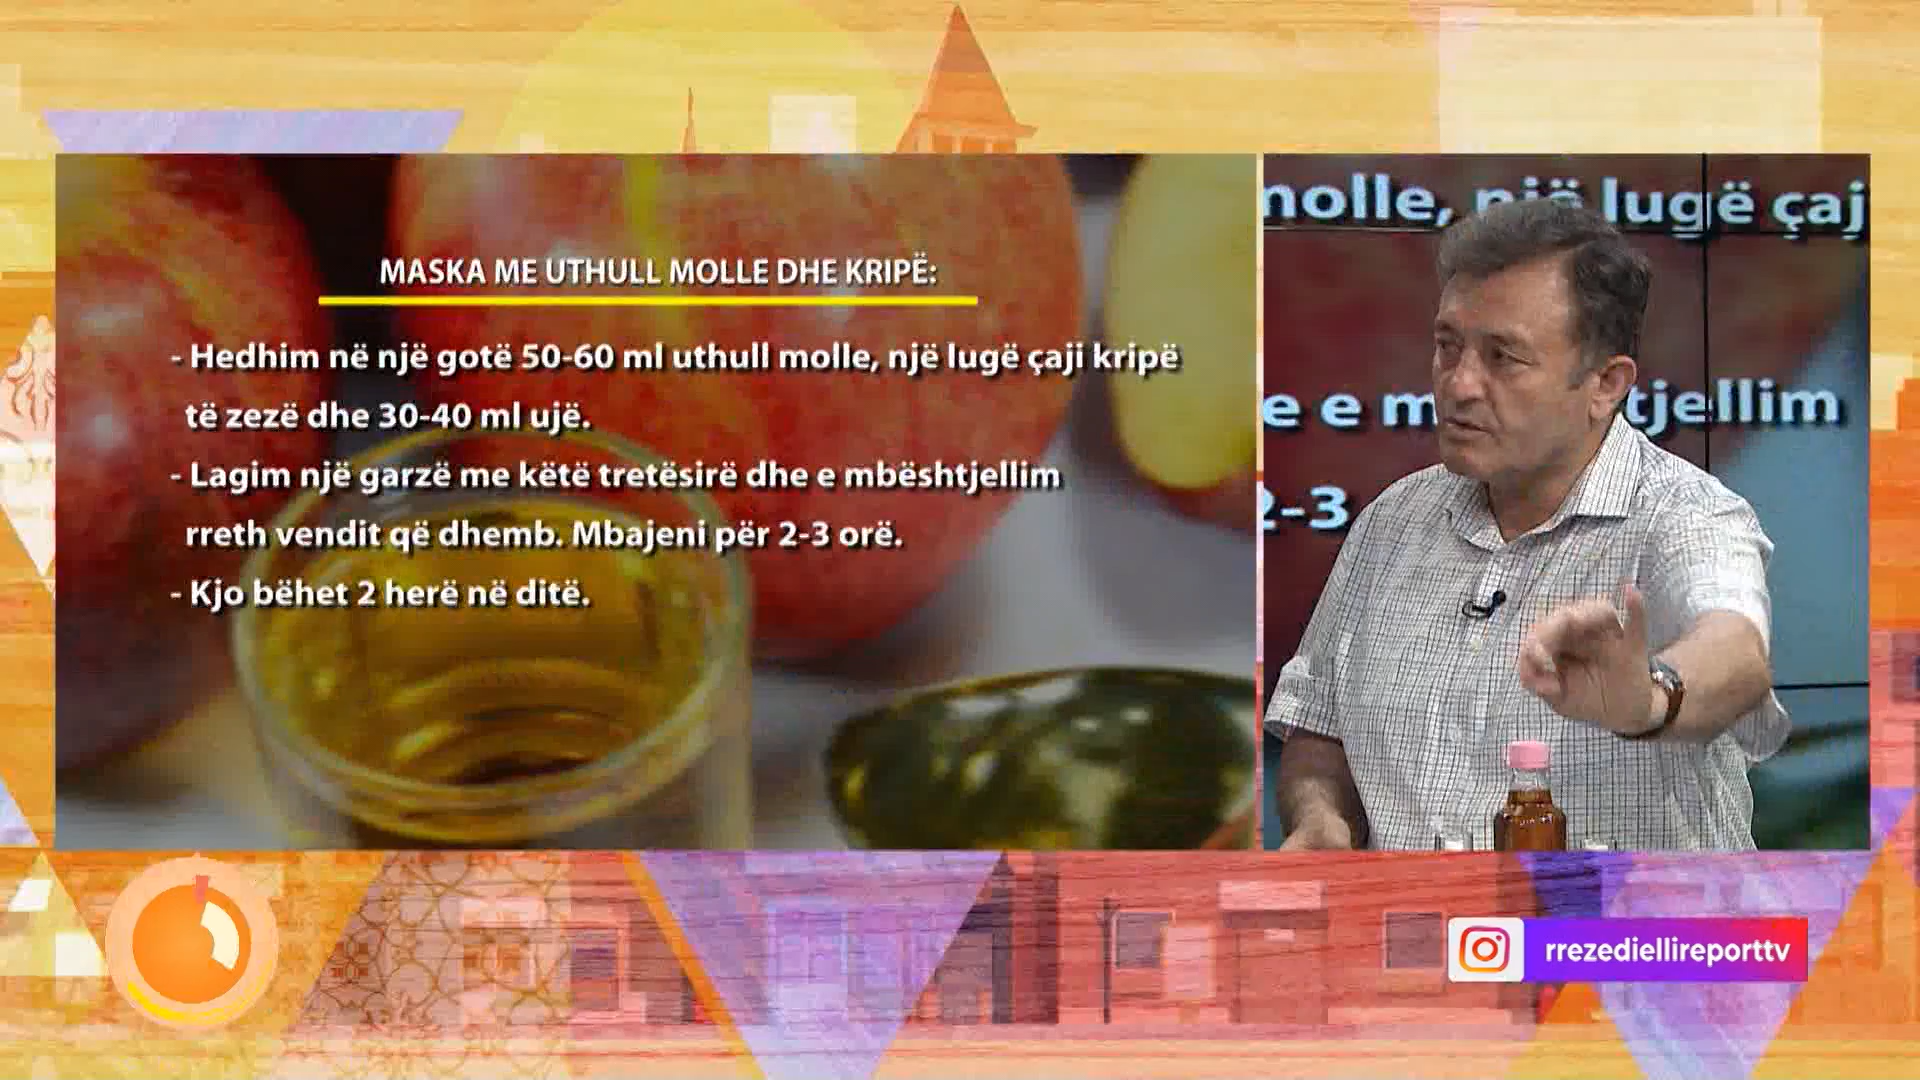 MASKA ME UTHULL MOLLE DHE KRIPË:
- Hedhim në një gotë 50-60 ml uthull molle, një lugë çaji kripë
të zezë dhe 30-40 ml ujë.
- Lagim një garzë me këtë tretësirë dhe e mbështjellim
rreth vendit që dhemb. Mbajeni për 2-3 orë.
- Kjo bëhet 2 herë në ditë.
molle, një lugë çaj
e e m tjellim
2-3
rrezediellireporttv